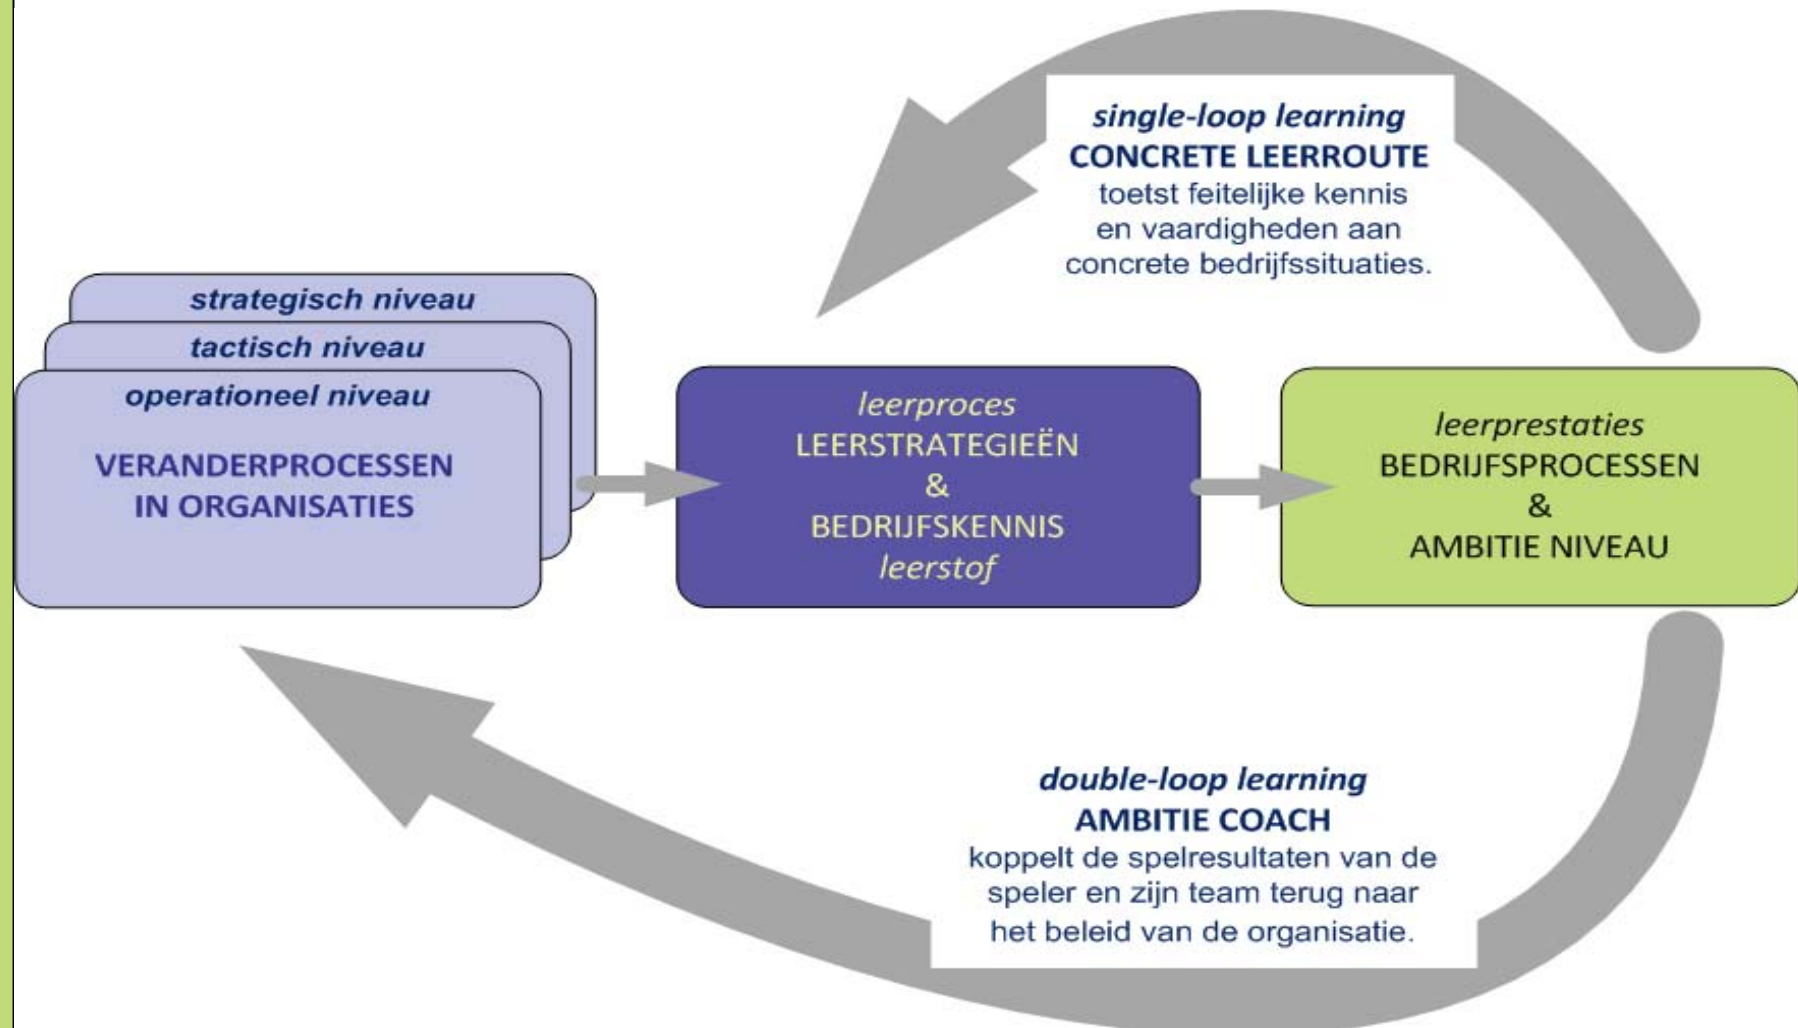 single-loop learning
CONCRETE LEERROUTE
toetst feitelijke kennis
en vaardigheden aan
concrete bedrijfssituaties.
strategisch niveau
tactisch niveau
operationeel niveau
VERANDERPROCESSEN
IN ORGANISATIES
leerproces
LEERSTRATEGIEËN
&
BEDRIJFSKENNIS
leerstof
leerprestaties
BEDRIJFSPROCESSEN
&
AMBITIE NIVEAU
double-loop learning
AMBITIE COACH
koppelt de spelresultaten van de
speler en zijn team terug naar
het beleid van de organisatie.